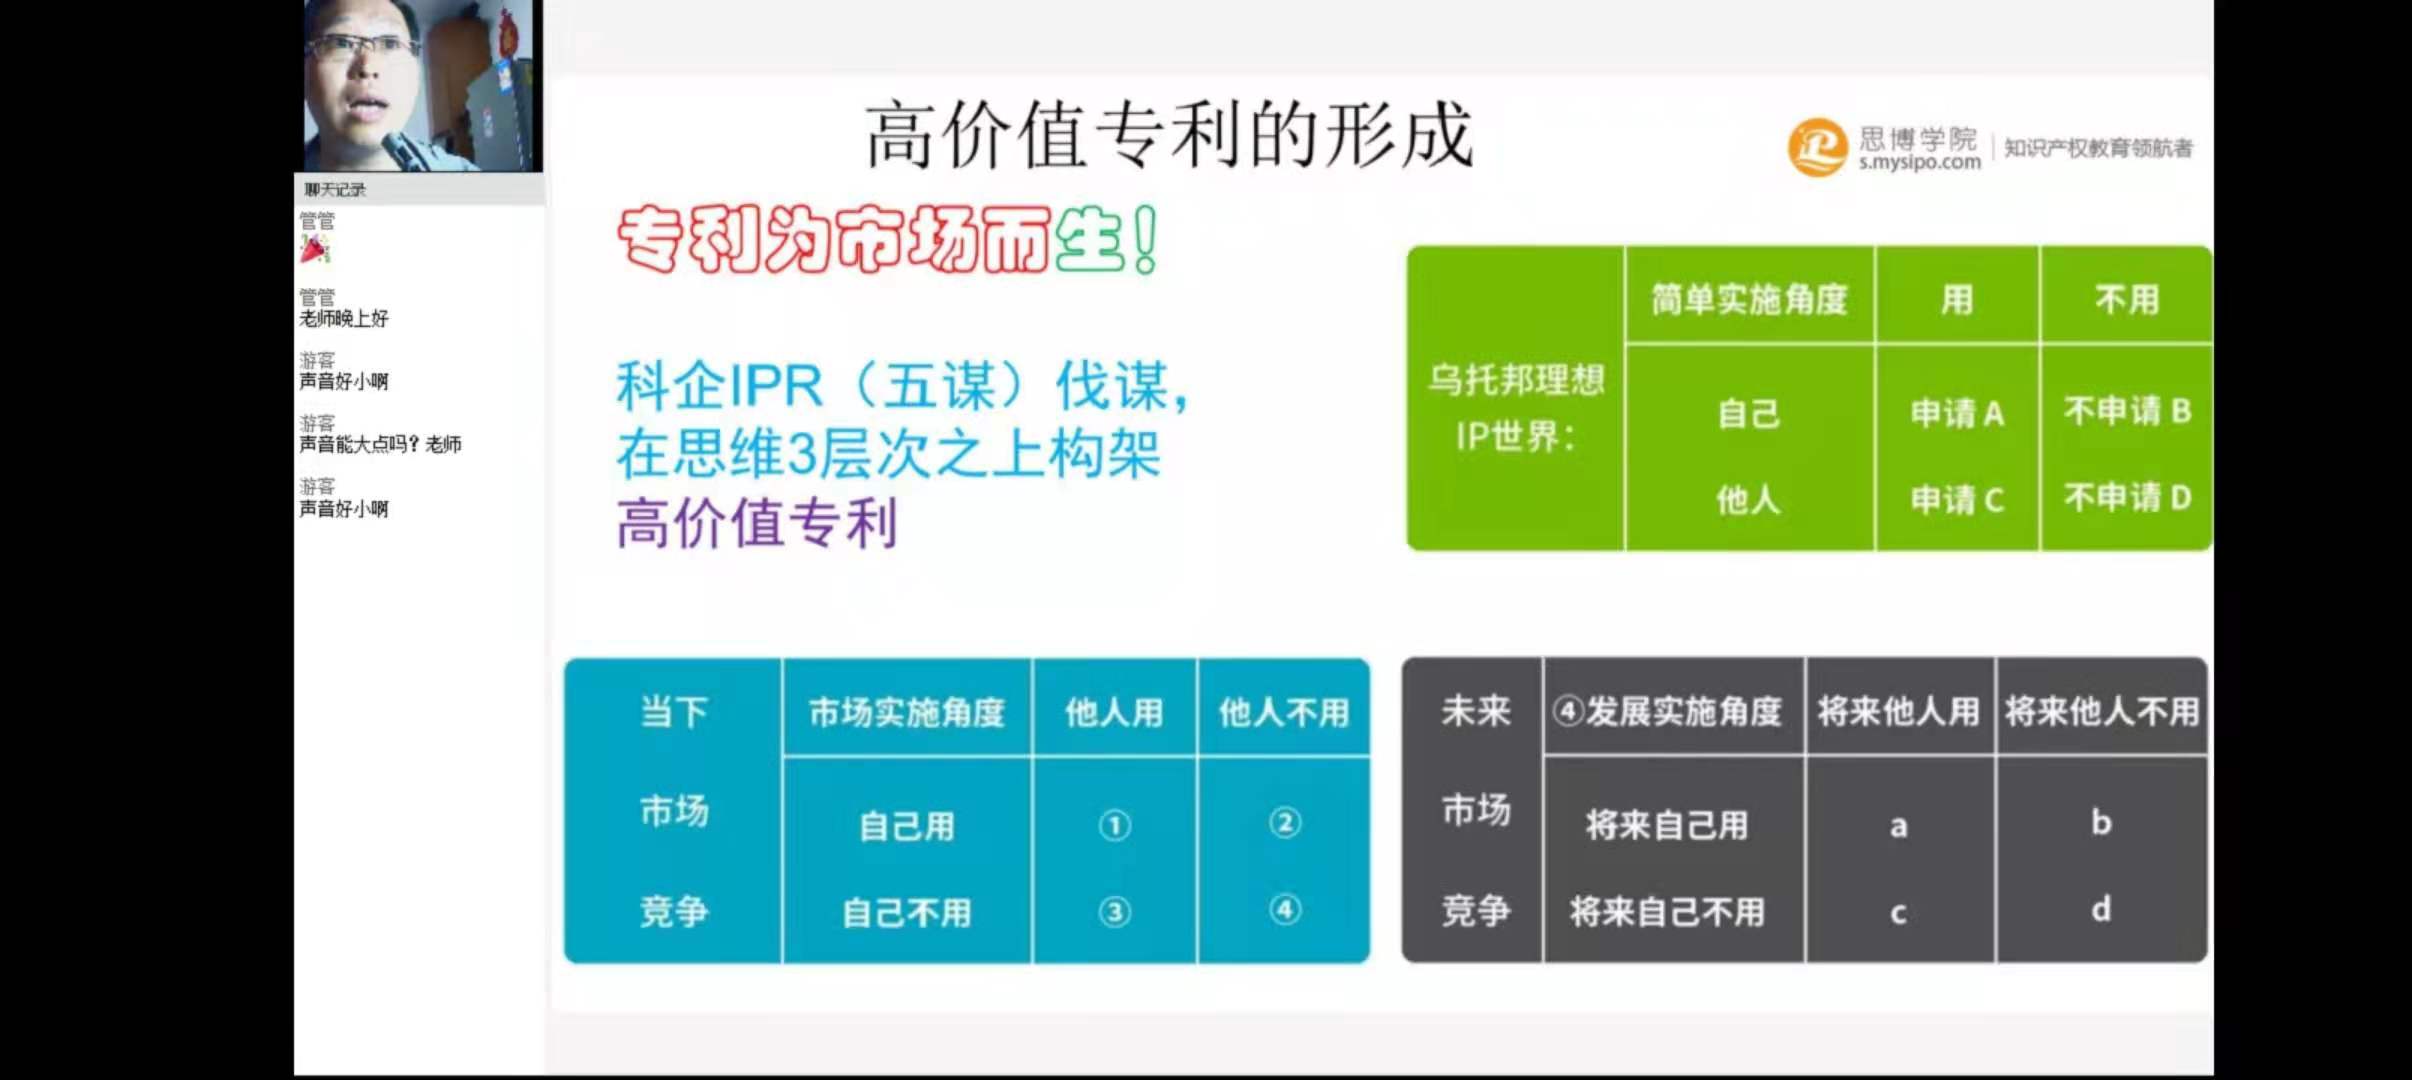 聊天记录
管管
管管
老师晚上好
游客
声音好小啊
游客
声音能大点吗？老师
游客
声音好小啊
高价值专利的形成
思博学院
s.mysipo.com
知识产权教育领航者
专利为市场而生！
科企IPR（五谋）伐谋，
在思维3层次之上构架
高价值专利
乌托邦理想
IP世界：
简单实施角度 用 不用
自己 申请 A 不申请 B
他人 申请 C 不申请 D
当下 市场实施角度 他人用 他人不用
市场 自己用 ① ②
竞争 自己不用 ③ ④
未来 ④发展实施角度 将来他人用 将来他人不用
市场 将来自己用 a b
竞争 将来自己不用 c d